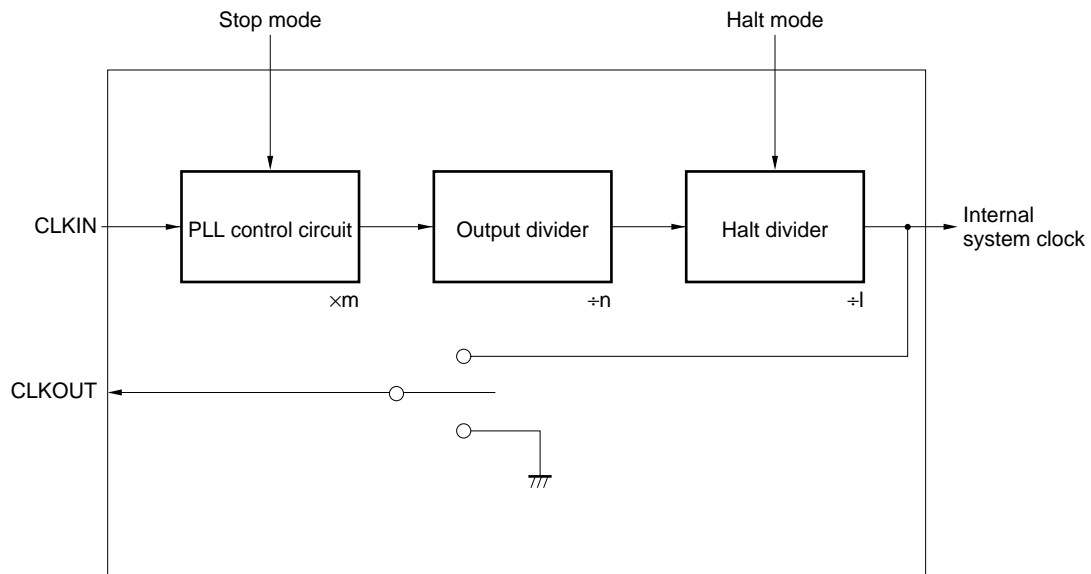 Stop mode
Halt mode
CLKIN
PLL control circuit
Output divider
Halt divider
Internal
system clock
×m
÷n
÷l
CLKOUT